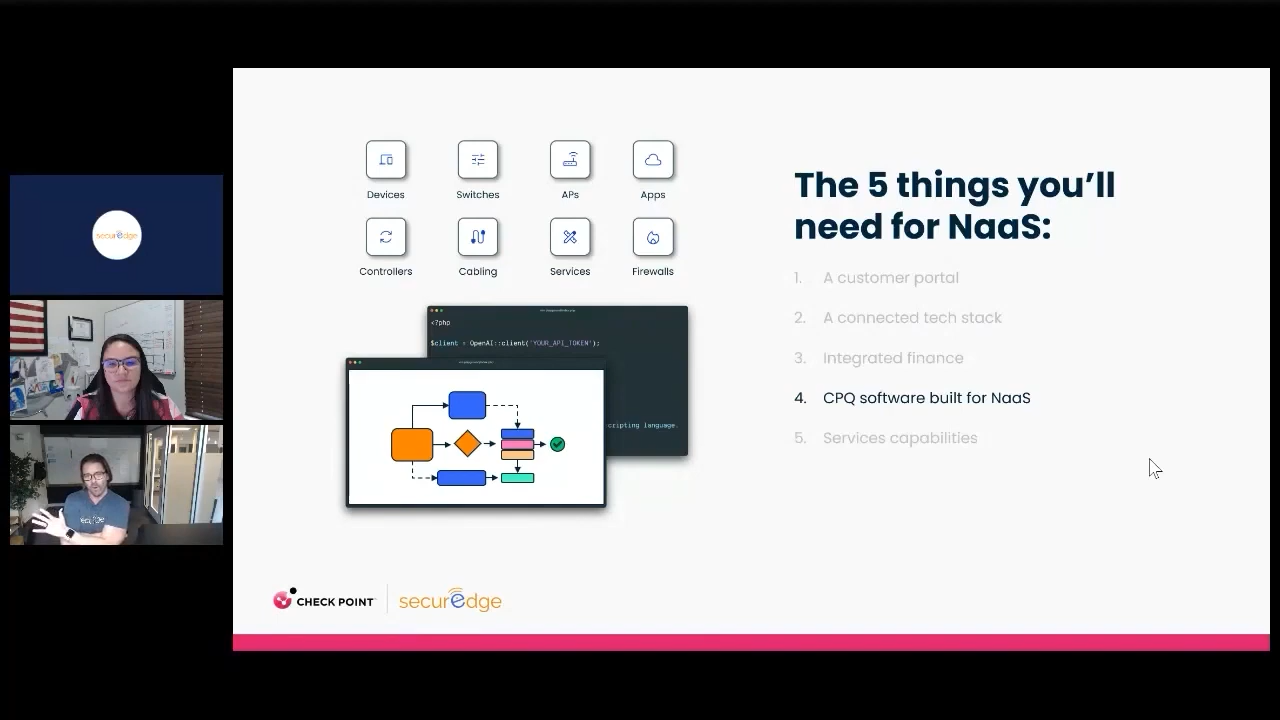 securedge
Devices
Switches
APs
Apps
Controllers
Cabling
Services
Firewalls
<?php
$client = OpenAI::client('YOUR_API_TOKEN');
cripting language.
The 5 things you'll
need for NaaS:
1. A customer portal
2. A connected tech stack
3. Integrated finance
4. CPQ software built for NaaS
5. Services capabilities
CHECK POINT
securedge